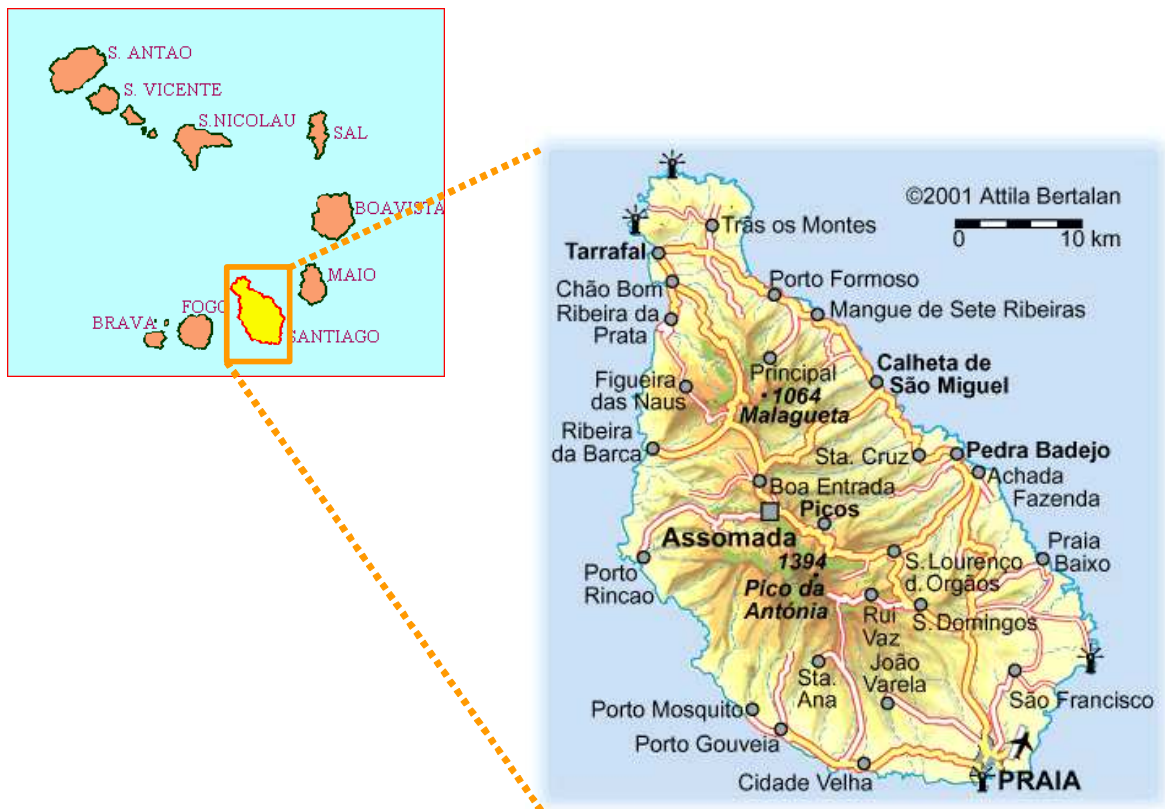 S. ANTAO
S. VICENTE
S.NICOLAU
SAL
BOAVISTA
MAIO
FOGO
BRAVA
SANTIAGO
©2001 Attila Bertalan
0 10 km
Trás os Montes
Tarrafal
Porto Formoso
Chão Bom
Ribeira da
Prata
Mangue de Sete Ribeiras
Principal
Calheta de
São Miguel
Figueira
das Naus
1064
Malagueta
Ribeira
da Barca
Sta. Cruz
Pedra Badejo
Achada
Fazenda
Boa Entrada
Picos
Assomada
Praia
Baixo
1394
S. Lourenço
d. Orgãos
Porto
Rincao
Pico da
Antónia
Rui
Vaz
S. Domingos
Sta.
Ana
João
Varela
São Francisco
Porto Mosquito
Porto Gouveia
Cidade Velha
PRAIA